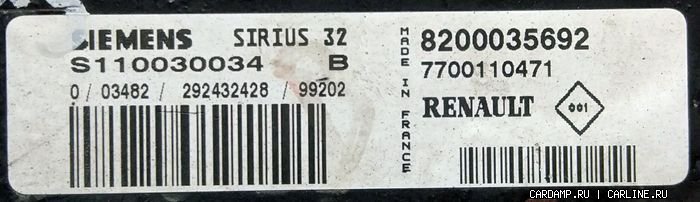 SIEMENS SIRIUS 32
S110030034 B
0 / 03482 / 292432428 / 99202
MADE IN FRANCE
8200035692
7700110471
RENAULT 001
CARDAMP.RU | CARLINE.RU